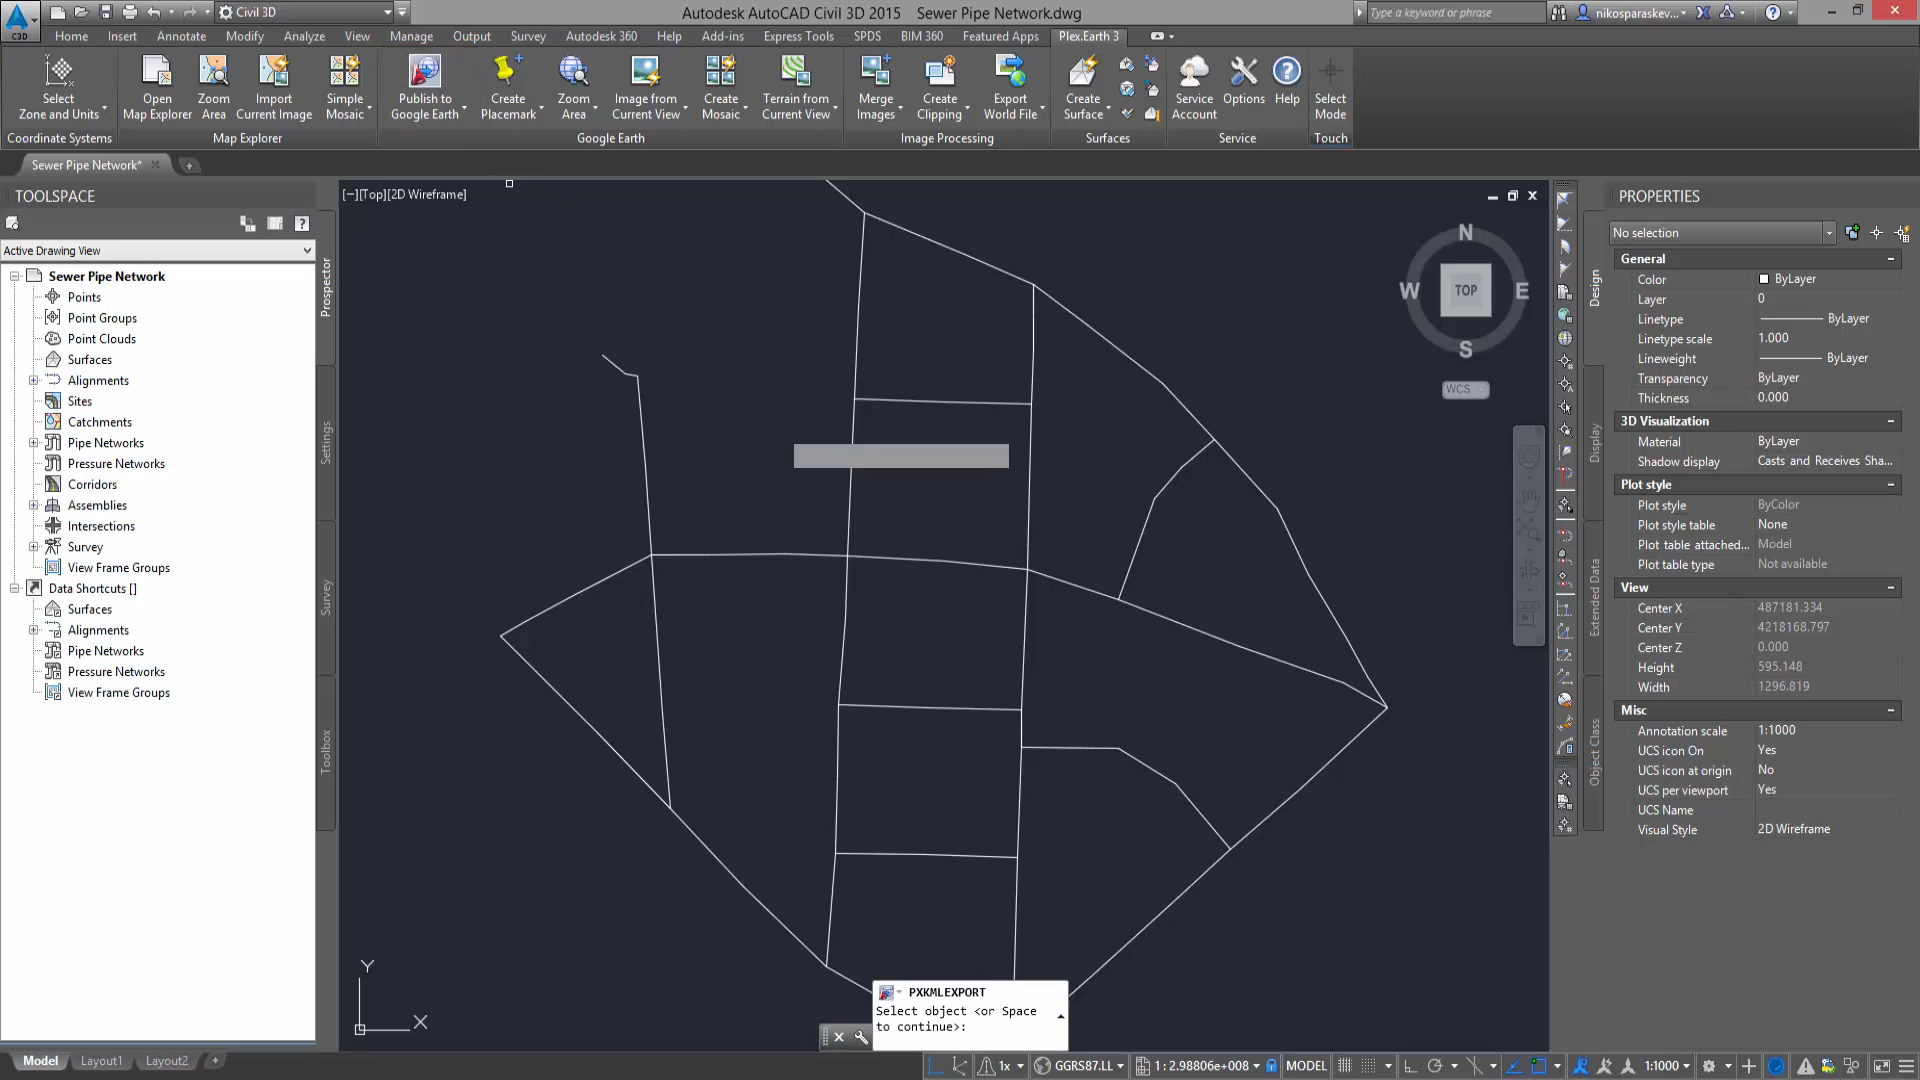 Civil 3D
Autodesk AutoCAD Civil 3D 2015 Sewer Pipe Network.dwg
Type a keyword or phrase
nikosparaskev...
C3D
Home Insert Annotate Modify Analyze View Manage Output Survey Autodesk 360 Help Add-ins Express Tools SPDS BIM 360 Featured Apps Plex.Earth 3
Select
Zone and Units
Open
Map Explorer
Zoom
Area
Import
Current Image
Simple
Mosaic
Publish to
Google Earth
Create
Placemark
Zoom
Area
Image from
Current View
Create
Mosaic
Terrain from
Current View
Merge
Images
Create
Clipping
Export
World File
Create
Surface
Service
Account
Options
Help
Select
Mode
Coordinate Systems Map Explorer Google Earth Image Processing Surfaces Service Touch
Sewer Pipe Network*
TOOLSPACE
Active Drawing View
Sewer Pipe Network
Points
Point Groups
Point Clouds
Surfaces
Alignments
Sites
Catchments
Pipe Networks
Pressure Networks
Corridors
Assemblies
Intersections
Survey
View Frame Groups
Data Shortcuts []
Surfaces
Alignments
Pipe Networks
Pressure Networks
View Frame Groups
Prospector
Settings
Survey
Toolbox
[−][Top][2D Wireframe]
N
W TOP E
S
WCS
Y
X
PXKMLEXPORT
Select object <or Space
to continue>:
Design
Display
Extended Data
Object Class
PROPERTIES
No selection
General
Color ByLayer
Layer 0
Linetype ByLayer
Linetype scale 1.000
Lineweight ByLayer
Transparency ByLayer
Thickness 0.000
3D Visualization
Material ByLayer
Shadow display Casts and Receives Sha...
Plot style
Plot style ByColor
Plot style table None
Plot table attached... Model
Plot table type Not available
View
Center X 487181.334
Center Y 4218168.797
Center Z 0.000
Height 595.148
Width 1296.819
Misc
Annotation scale 1:1000
UCS icon On Yes
UCS icon at origin No
UCS per viewport Yes
UCS Name
Visual Style 2D Wireframe
Model Layout1 Layout2
1x GGRS87.LL 1 : 2.98806e+008 MODEL 1:1000